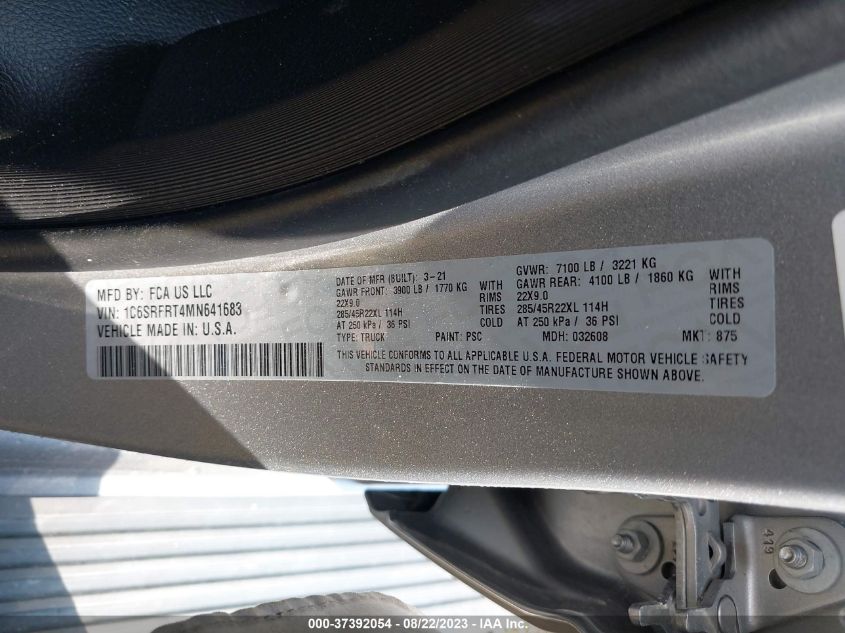 MFD BY: FCA US LLC
VIN: 1C6SRFRT4MN641683
VEHICLE MADE IN U.S.A.
DATE OF MFR (BUILT): 3-21
GAWR FRONT: 3900 LB / 1770 KG WITH
22X9.0 RIMS
285/45R22XL 114H TIRES
AT 250 kPa / 36 PSI COLD
TYPE: TRUCK PAINT: PSC
GVWR: 7100 LB / 3221 KG
GAWR REAR: 4100 LB / 1860 KG WITH
22X9.0 RIMS
285/45R22XL 114H TIRES
AT 250 kPa / 36 PSI COLD
MDH: 032608 MKT: 875
THIS VEHICLE CONFORMS TO ALL APPLICABLE U.S.A. FEDERAL MOTOR VEHICLE SAFETY
STANDARDS IN EFFECT ON THE DATE OF MANUFACTURE SHOWN ABOVE.
419
000-37392054 - 08/22/2023 - IAA Inc.